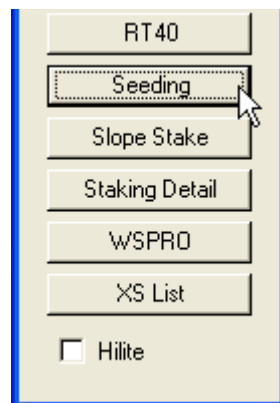 RT40
Seeding
Slope Stake
Staking Detail
WSPRO
XS List
Hilite